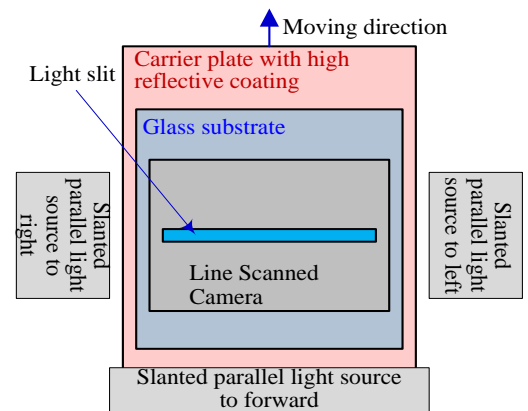 Moving direction
Carrier plate with high
reflective coating
Light slit
Glass substrate
Slanted
parallel light
source to
right
Slanted
parallel light
source to left
Line Scanned
Camera
Slanted parallel light source
to forward